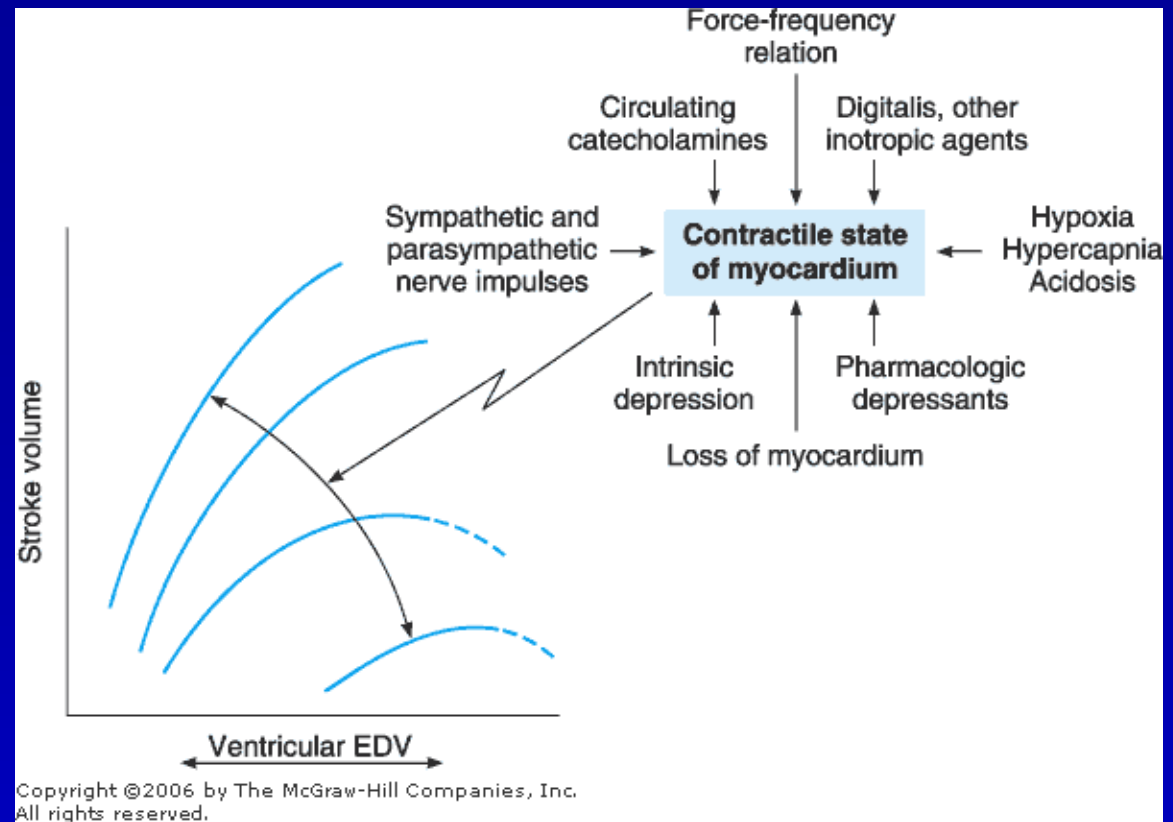 Force-frequency
relation
Circulating
catecholamines
Digitalis, other
inotropic agents
Sympathetic and
parasympathetic
nerve impulses
Contractile state
of myocardium
Hypoxia
Hypercapnia
Acidosis
Intrinsic
depression
Pharmacologic
depressants
Loss of myocardium
Stroke volume
Ventricular EDV
Copyright ©2006 by The McGraw-Hill Companies, Inc.
All rights reserved.